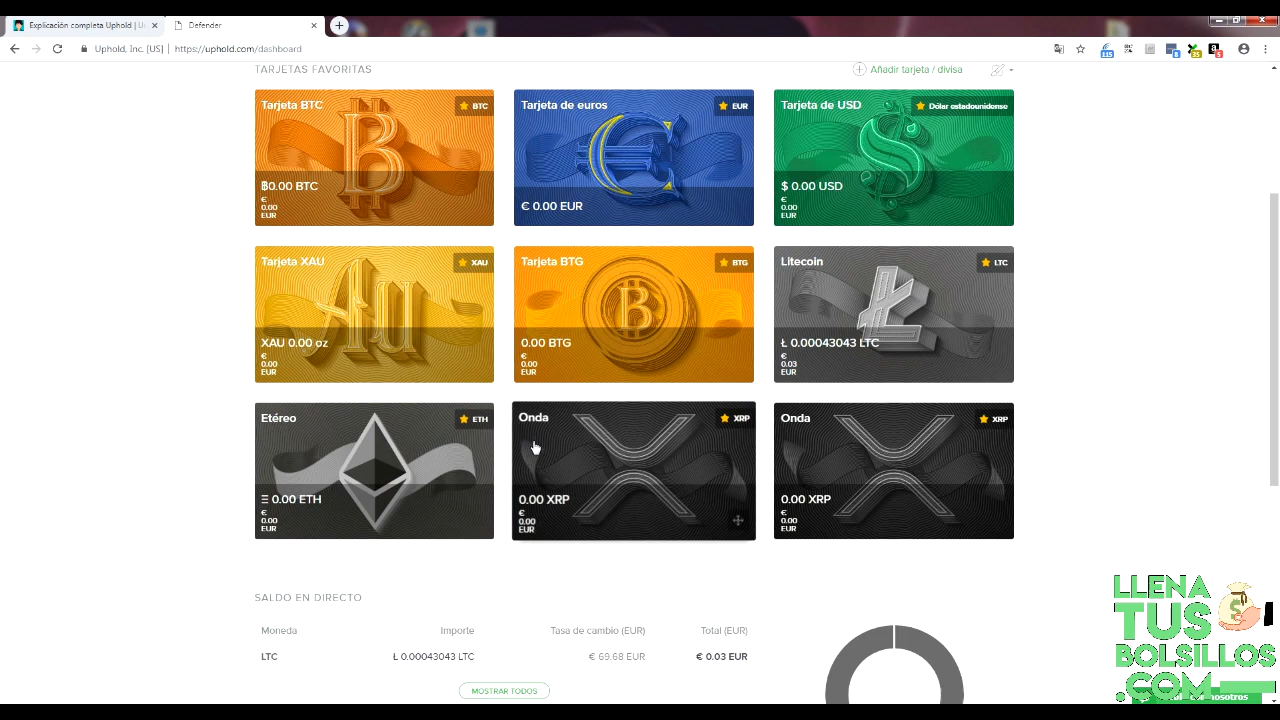 Explicación completa Uphold | U
Defender
Uphold, Inc. [US] | https://uphold.com/dashboard
115
8
35
5
TARJETAS FAVORITAS
Añadir tarjeta / divisa
Tarjeta BTC
BTC
฿0.00 BTC
€
0.00
EUR
Tarjeta de euros
EUR
€ 0.00 EUR
Tarjeta de USD
Dólar estadounidense
$ 0.00 USD
€
0.00
EUR
Tarjeta XAU
XAU
XAU 0.00 oz
€
0.00
EUR
Tarjeta BTG
BTG
0.00 BTG
€
0.00
EUR
Litecoin
LTC
Ł 0.00043043 LTC
€
0.03
EUR
Etéreo
ETH
Ξ 0.00 ETH
€
0.00
EUR
Onda
XRP
0.00 XRP
€
0.00
EUR
Onda
XRP
0.00 XRP
€
0.00
EUR
SALDO EN DIRECTO
Moneda Importe Tasa de cambio (EUR) Total (EUR)
LTC Ł 0.00043043 LTC € 69.68 EUR € 0.03 EUR
MOSTRAR TODOS
LLENA
TUS
BOLSILLOS
.COM
nosotros